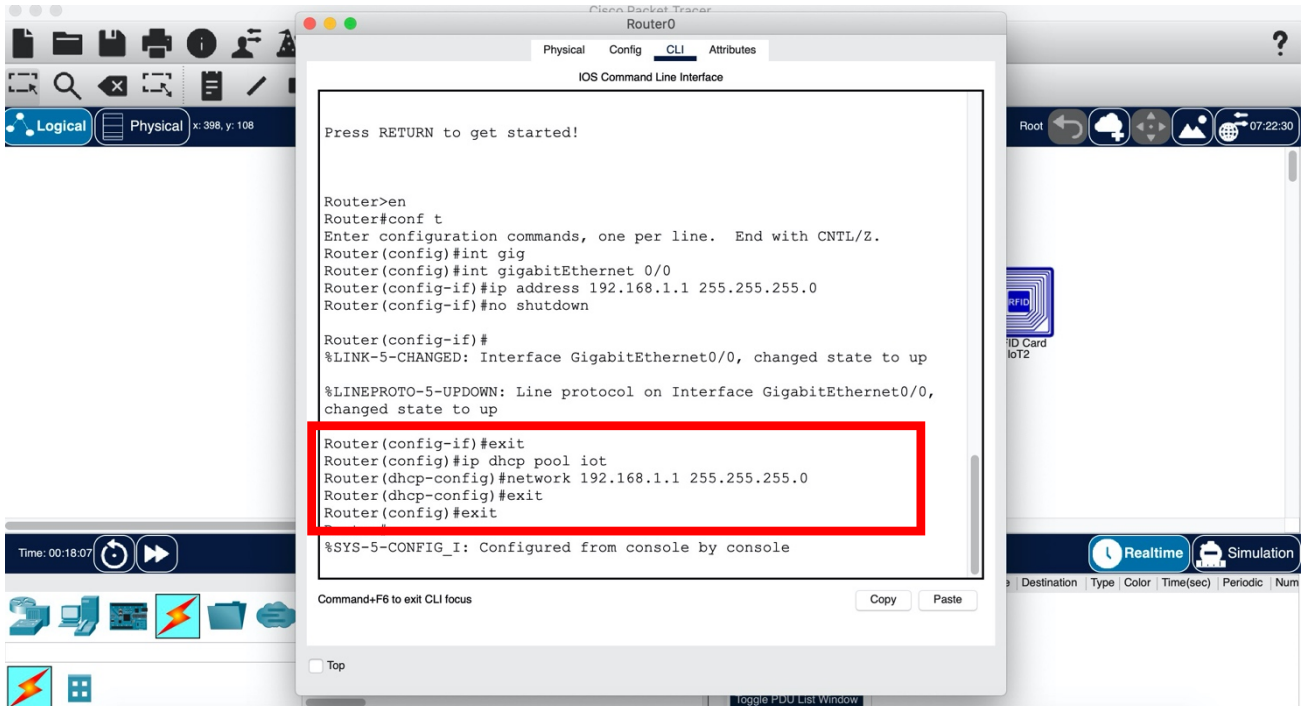 Cisco Packet Tracer
Router0
Physical Config CLI Attributes
IOS Command Line Interface
Logical
Physical
x: 398, y: 108
Root
07:22:30
Press RETURN to get started!
Router>en
Router#conf t
Enter configuration commands, one per line. End with CNTL/Z.
Router(config)#int gig
Router(config)#int gigabitEthernet 0/0
Router(config-if)#ip address 192.168.1.1 255.255.255.0
Router(config-if)#no shutdown
Router(config-if)#
%LINK-5-CHANGED: Interface GigabitEthernet0/0, changed state to up
%LINEPROTO-5-UPDOWN: Line protocol on Interface GigabitEthernet0/0,
changed state to up
Router(config-if)#exit
Router(config)#ip dhcp pool iot
Router(dhcp-config)#network 192.168.1.1 255.255.255.0
Router(dhcp-config)#exit
Router(config)#exit
%SYS-5-CONFIG_I: Configured from console by console
RFID
ID Card
IoT2
Time: 00:18:07
Realtime
Simulation
Command+F6 to exit CLI focus
Copy
Paste
Destination Type Color Time(sec) Periodic Num
Top
Toggle PDU List Window